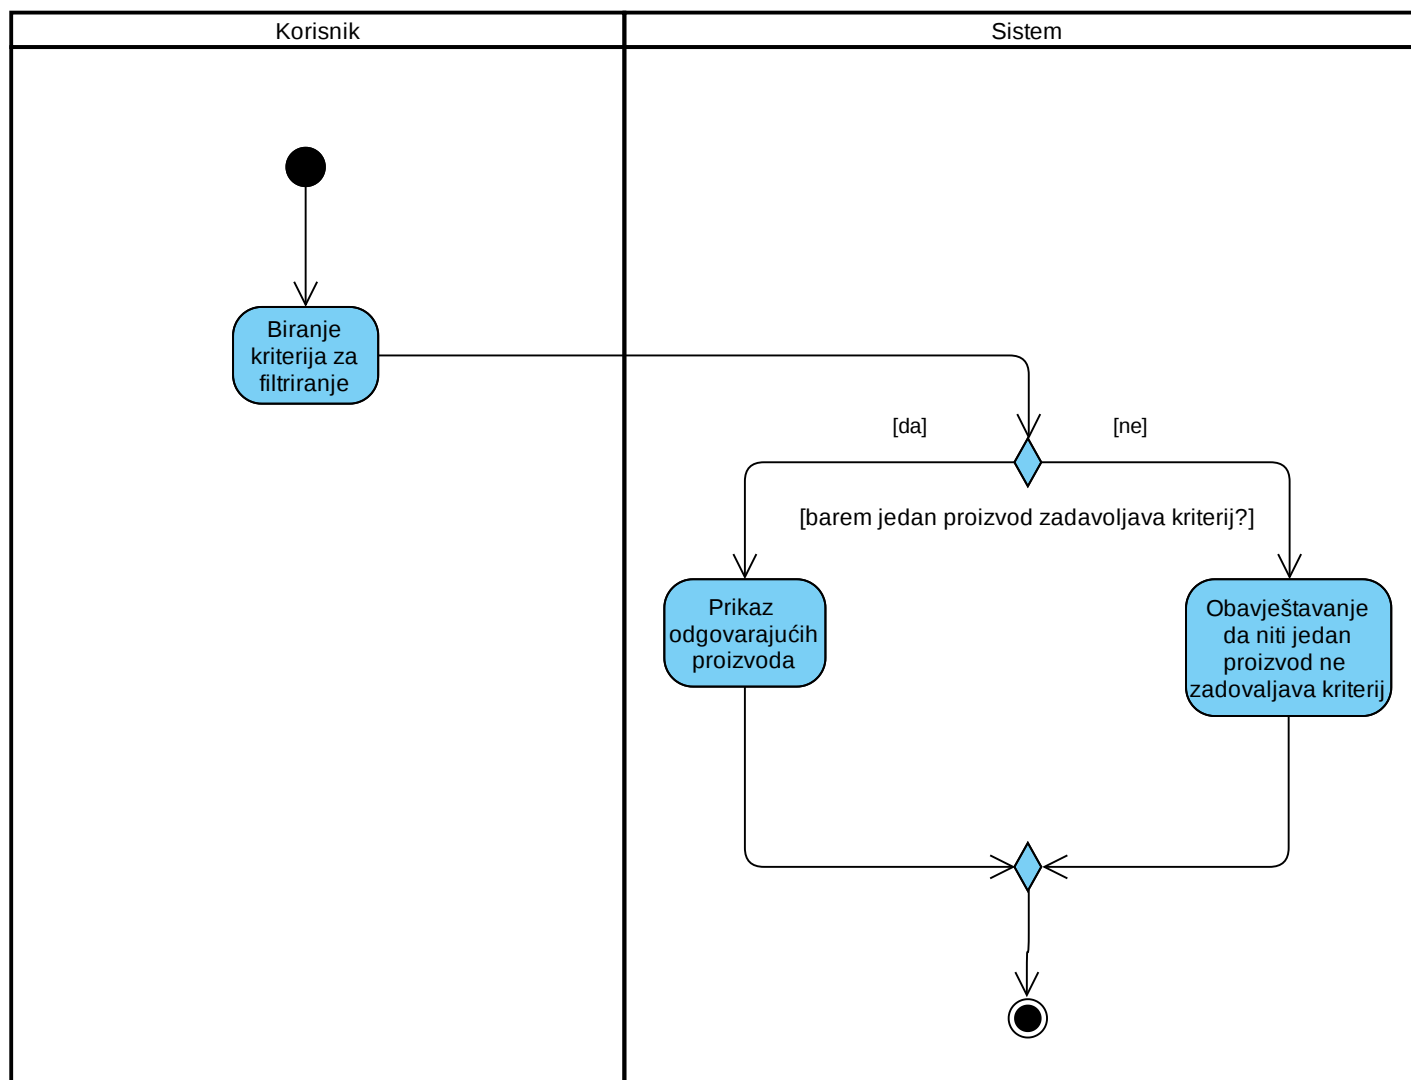 Korisnik
Sistem
Biranje
kriterija za
filtriranje
[da]
[ne]
[barem jedan proizvod zadavoljava kriterij?]
Prikaz
odgovarajućih
proizvoda
Obavještavanje
da niti jedan
proizvod ne
zadovaljava kriterij